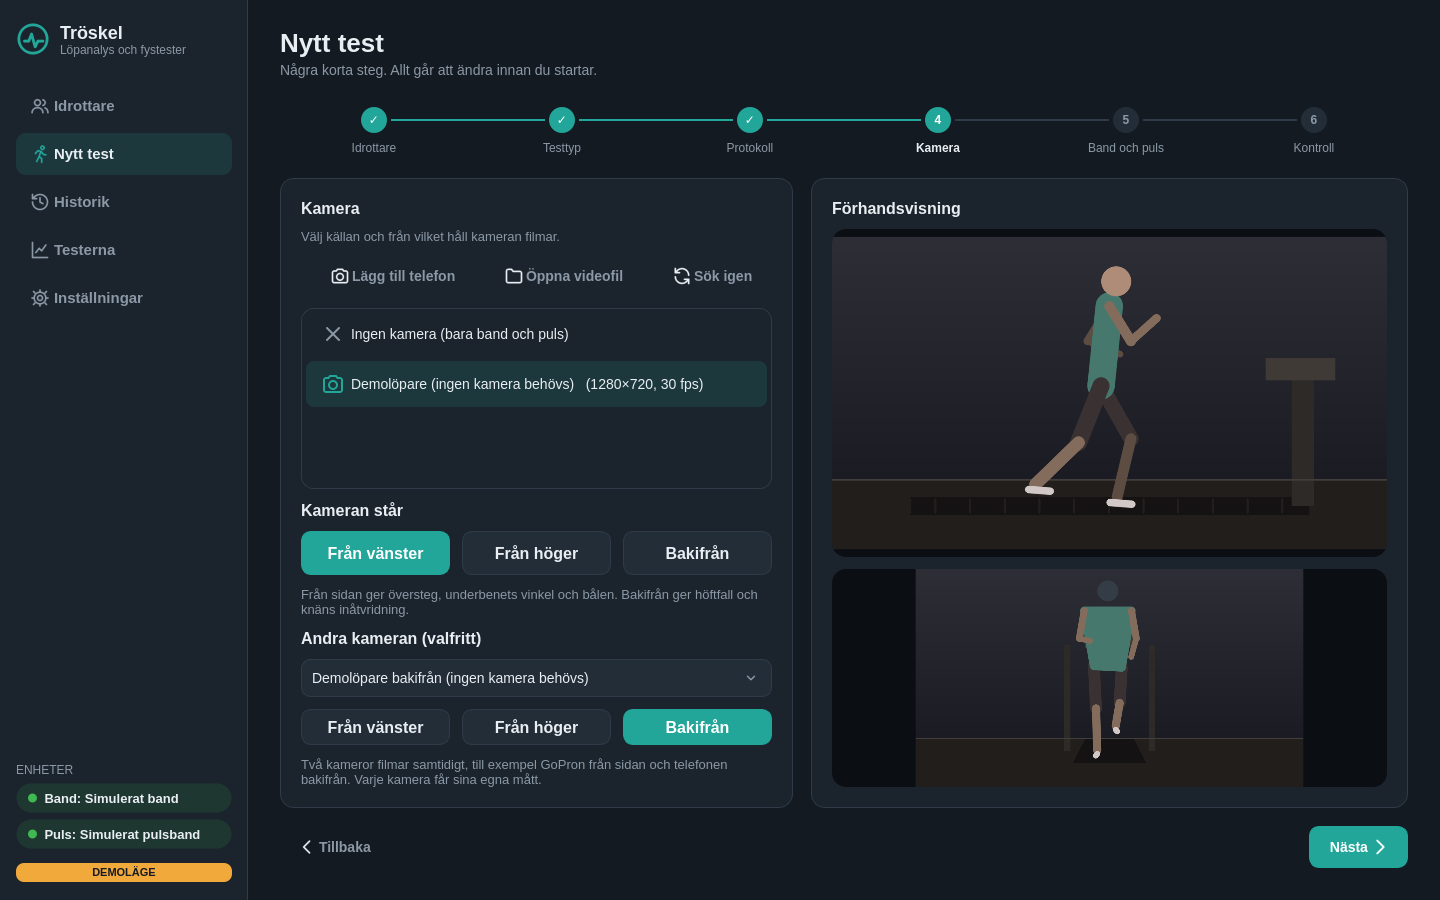 Tröskel
Löpanalys och fystester
Idrottare
Nytt test
Historik
Testerna
Inställningar
ENHETER
Band: Simulerat band
Puls: Simulerat pulsband
DEMOLÄGE
Nytt test
Några korta steg. Allt går att ändra innan du startar.
✓ ✓ ✓ 4 5 6
Idrottare Testtyp Protokoll Kamera Band och puls Kontroll
Kamera
Välj källan och från vilket håll kameran filmar.
Lägg till telefon Öppna videofil Sök igen
Ingen kamera (bara band och puls)
Demolöpare (ingen kamera behövs) (1280×720, 30 fps)
Kameran står
Från vänster Från höger Bakifrån
Från sidan ger översteg, underbenets vinkel och bålen. Bakifrån ger höftfall och
knäns inåtvridning.
Andra kameran (valfritt)
Demolöpare bakifrån (ingen kamera behövs)
Från vänster Från höger Bakifrån
Två kameror filmar samtidigt, till exempel GoPron från sidan och telefonen
bakifrån. Varje kamera får sina egna mått.
Förhandsvisning
Tillbaka
Nästa